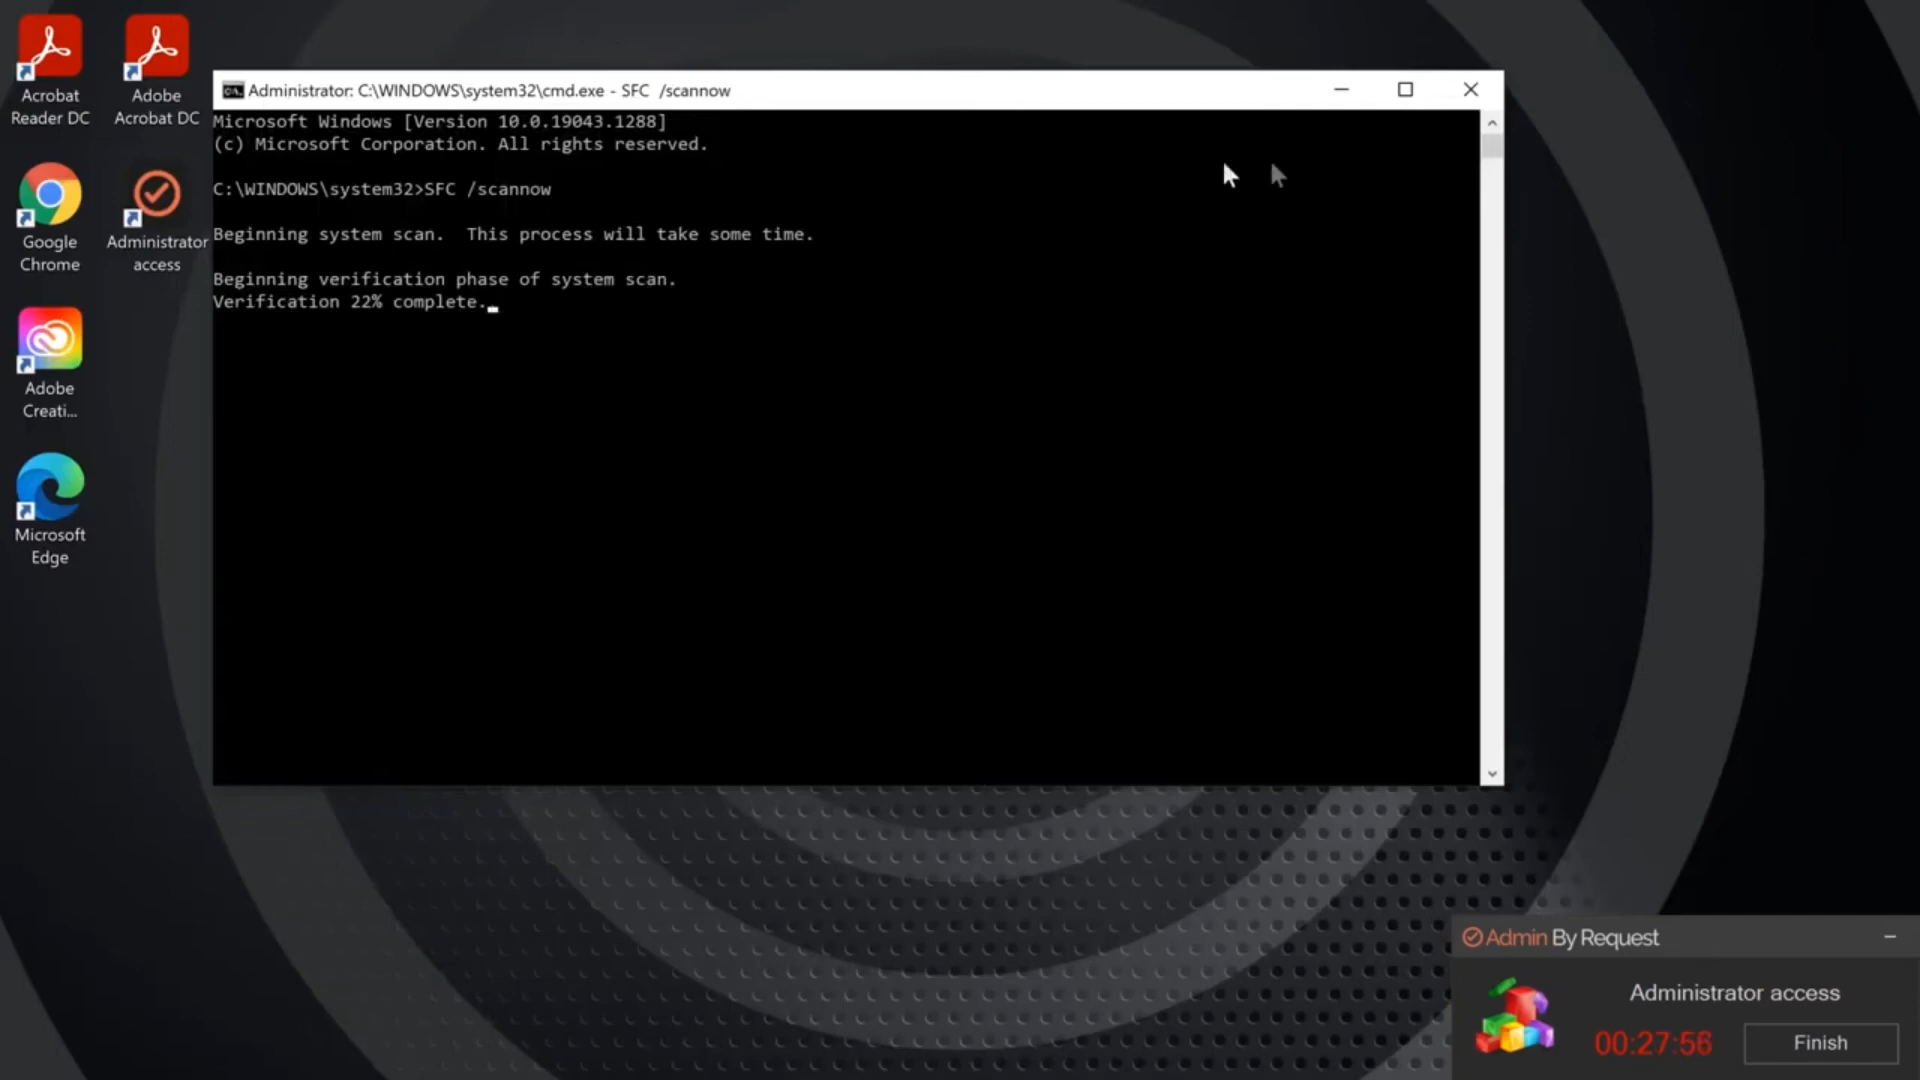 Acrobat
Reader DC
Adobe
Acrobat DC
Google
Chrome
Administrator
access
Adobe
Creati...
Microsoft
Edge
Administrator: C:\WINDOWS\system32\cmd.exe - SFC  /scannow
Microsoft Windows [Version 10.0.19043.1288]
(c) Microsoft Corporation. All rights reserved.
C:\WINDOWS\system32>SFC /scannow
Beginning system scan.  This process will take some time.
Beginning verification phase of system scan.
Verification 22% complete.
Admin By Request
Administrator access
00:27:56
Finish